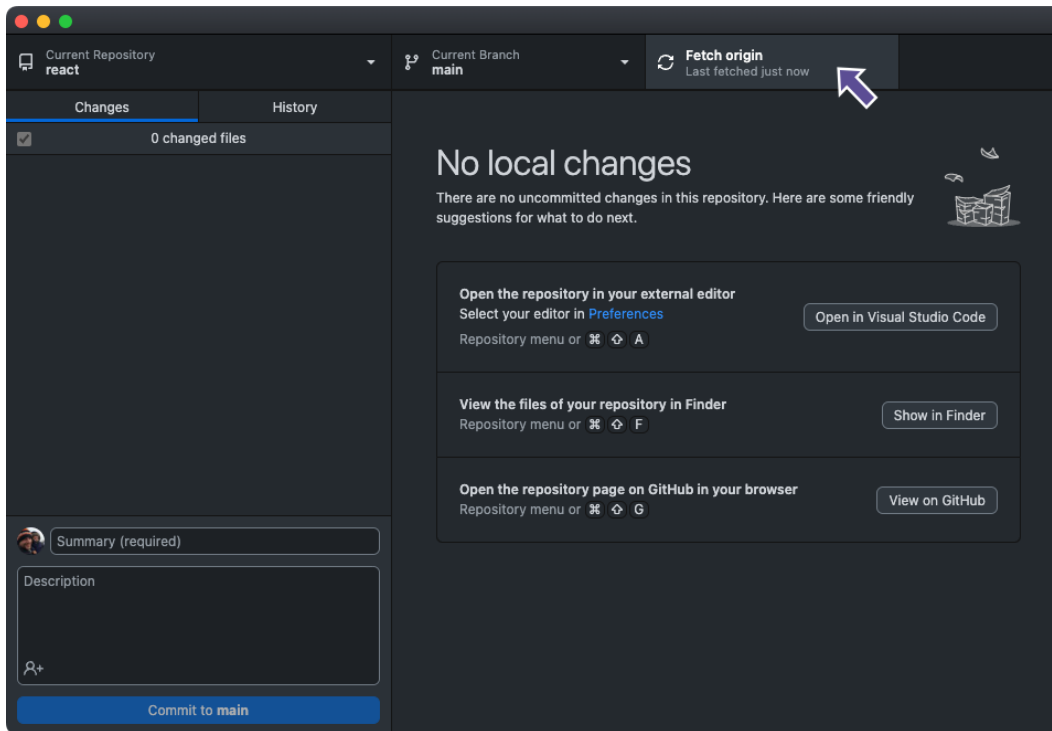 Current Repository
react
Current Branch
main
Fetch origin
Last fetched just now
Changes
History
0 changed files
No local changes
There are no uncommitted changes in this repository. Here are some friendly
suggestions for what to do next.
Open the repository in your external editor
Select your editor in Preferences
Repository menu or ⌘ ⇧ A
Open in Visual Studio Code
View the files of your repository in Finder
Repository menu or ⌘ ⇧ F
Show in Finder
Open the repository page on GitHub in your browser
Repository menu or ⌘ ⇧ G
View on GitHub
Summary (required)
Description
Commit to main